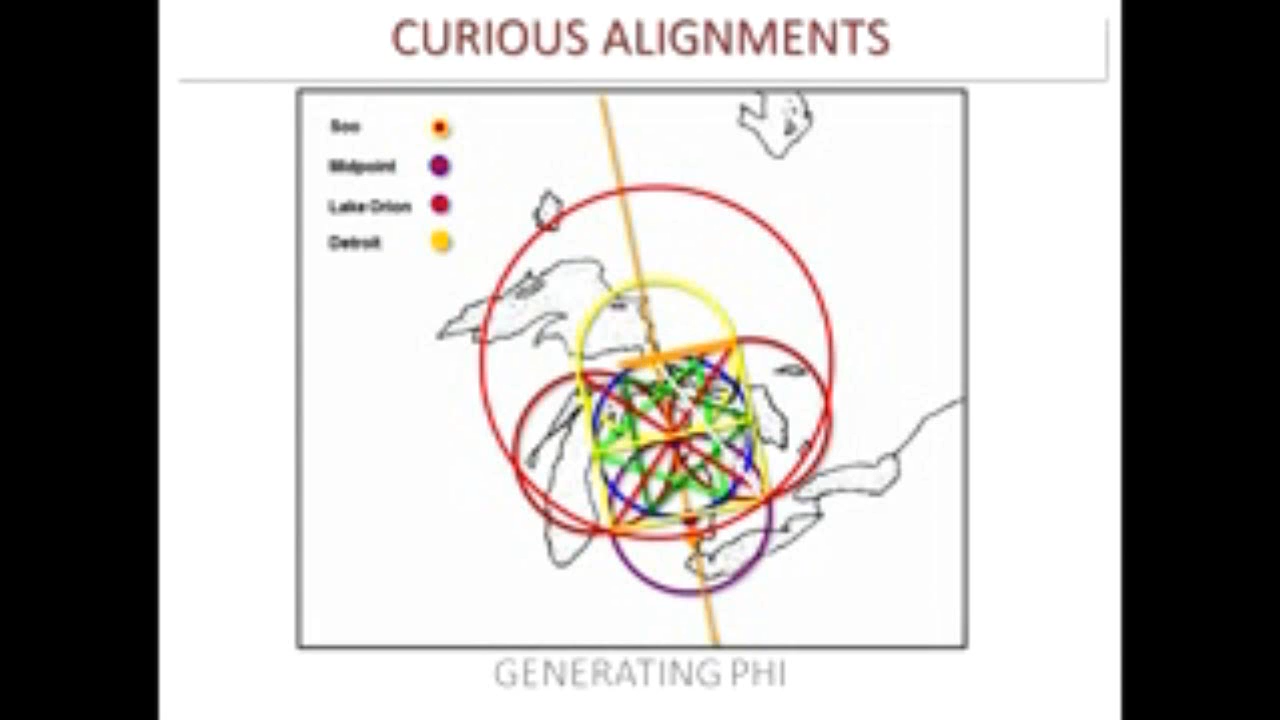 CURIOUS ALIGNMENTS
Soo
Midpoint
Lake Orion
Detroit
GENERATING PHI